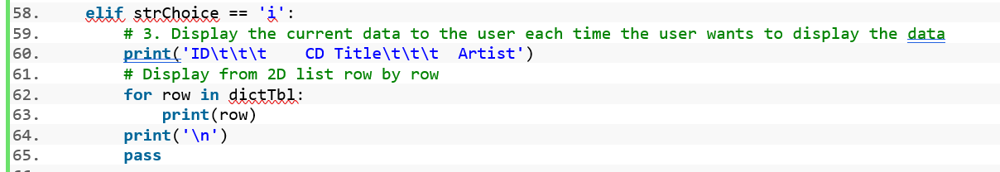 58. elif strChoice == 'i':
59. # 3. Display the current data to the user each time the user wants to display the data
60. print('ID\t\t\t    CD Title\t\t\t  Artist')
61. # Display from 2D list row by row
62. for row in dictTbl:
63. print(row)
64. print('\n')
65. pass